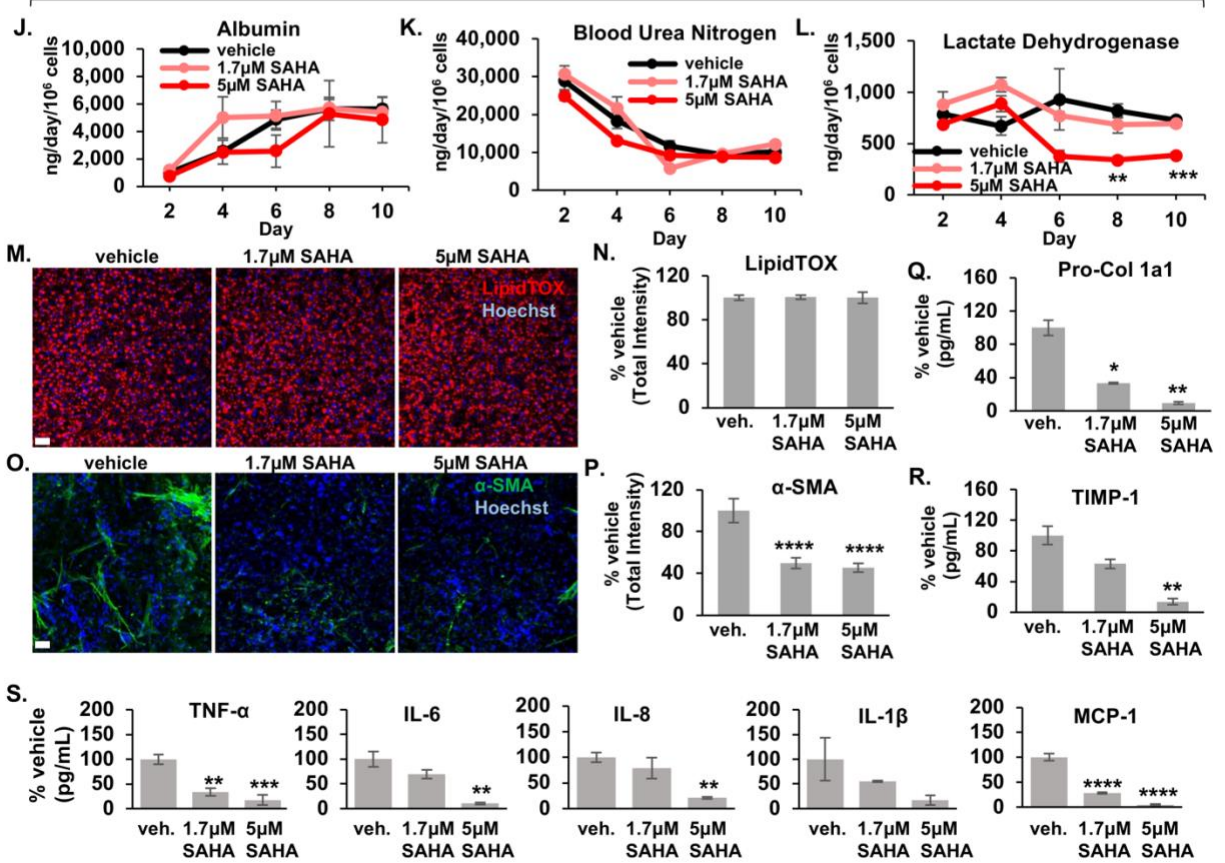 J.
Albumin
10,000
8,000
6,000
4,000
2,000
0
ng/day/10⁶ cells
vehicle
1.7µM SAHA
5µM SAHA
2 4 6 8 10
Day
K.
Blood Urea Nitrogen
40,000
30,000
20,000
10,000
0
ng/day/10⁶ cells
vehicle
1.7µM SAHA
5µM SAHA
2 4 6 8 10
Day
L.
Lactate Dehydrogenase
1,500
1,000
500
0
ng/day/10⁶ cells
vehicle
1.7µM SAHA
5µM SAHA
** ***
2 4 6 8 10
Day
M.
vehicle 1.7µM SAHA 5µM SAHA
LipidTOX
Hoechst
N.
LipidTOX
120
80
40
0
% vehicle
(Total Intensity)
veh. 1.7µM 5µM
SAHA SAHA
Q.
Pro-Col 1a1
160
120
80
40
0
% vehicle
(pg/mL)
* **
veh. 1.7µM 5µM
SAHA SAHA
O.
vehicle 1.7µM SAHA 5µM SAHA
α-SMA
Hoechst
P.
α-SMA
120
80
40
0
% vehicle
(Total Intensity)
**** ****
veh. 1.7µM 5µM
SAHA SAHA
R.
TIMP-1
160
120
80
40
0
% vehicle
(pg/mL)
**
veh. 1.7µM 5µM
SAHA SAHA
S.
TNF-α
200
150
100
50
0
% vehicle
(pg/mL)
** ***
veh. 1.7µM 5µM
SAHA SAHA
IL-6
200
150
100
50
0
**
veh. 1.7µM 5µM
SAHA SAHA
IL-8
200
150
100
50
0
**
veh. 1.7µM 5µM
SAHA SAHA
IL-1β
200
150
100
50
0
veh. 1.7µM 5µM
SAHA SAHA
MCP-1
200
150
100
50
0
**** ****
veh. 1.7µM 5µM
SAHA SAHA